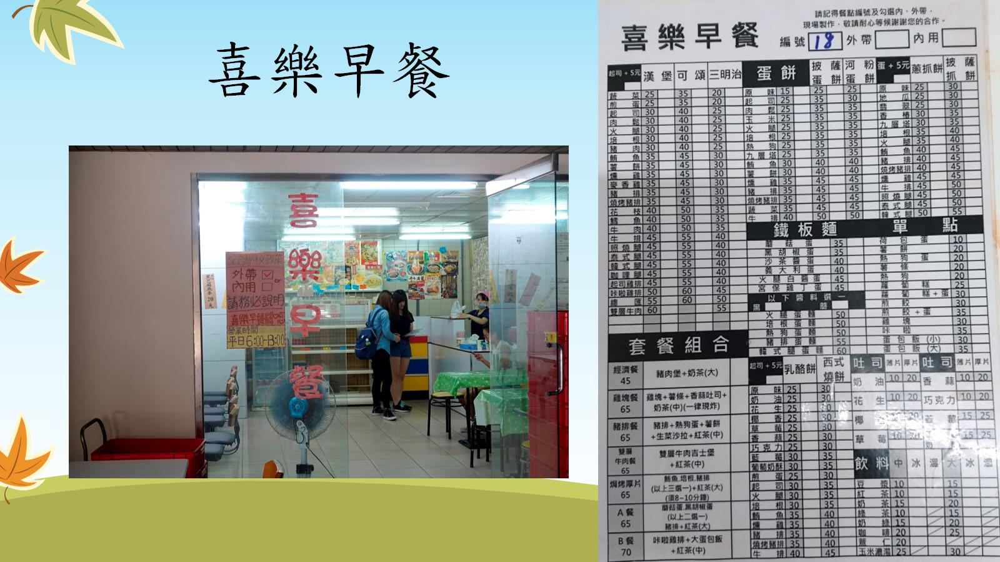 喜樂早餐
喜樂早餐
配合學校政策
外帶 ☑ or
內用 □
請務必說明
喜樂早餐關心您
營業時間
平日6:00-13:00
請記得餐點編號及勾選內、外帶，
現場製作，敬請耐心等候謝謝您的合作。
喜樂早餐 編號 18 外帶 內用
起司+5元 漢堡 可頌 三明治
蔬菜 25 35 20
煎蛋 25 35 20
起司 30 40 25
肉鬆 30 40 25
火腿 30 40 25
培根 30 40 25
豬肉 30 40 25
鮪魚 35 45 30
薯餅 35 45 30
燻雞 35 45 30
麥香雞 35 45 30
豬排 35 45 30
燒烤豬排 35 45 30
花枝 40 50 35
鱈魚 40 50 35
牛肉 40 50 35
牛排 45 55 40
照燒腿 45 55 40
泰式腿 45 55 40
韓式腿 45 55 40
咖哩腿 45 55 40
起司雞排 45 55 40
咔啦雞排 50 60 45
總匯 55 60 50
雙層牛肉 60 55
套餐組合
經濟餐 45 豬肉堡+奶茶(大)
雞塊餐 65 雞塊+薯條+香蒜吐司+
奶茶(中)(一律現炸)
豬排餐 65 豬排+熱狗蛋+薯餅
+生菜沙拉+紅茶(中)
雙層牛肉餐 65 雙層牛肉吉士堡
+紅茶(中)
焗烤厚片 65 鮪魚.培根.豬排
(以上三選一)+紅茶(大)
(須8~10分鐘)
A餐 65 蘑菇蛋.黑胡椒蛋
(以上二選一)
豬排+紅茶(大)
B餐 70 咔啦雞排+大蛋包飯
+紅茶(中)
蛋餅 披薩蛋餅 河粉蛋餅
原味 15 25 25
起司 25 35 30
肉鬆 25 35 35
玉米 25 35 35
火腿 25 35 35
培根 25 35 35
熱狗 25 35 35
九層塔 25 35 35
鮪魚 30 40 40
薯餅 30 40 40
燻雞 35 45 45
豬排 35 45 45
燒烤豬排 35 45 45
蔬菜 35 45 45
牛排 40 50 50
蛋+5元 蔥抓餅 披薩抓餅
原味 25 30
地瓜 25 30
翡翠 25 30
香椿 30 35
九層塔 30 35
培根 35 40
火腿 35 40
鮪魚 40 45
豬排 40 45
燒烤豬排 40 45
燻雞 45 45
牛排 45 50
照燒腿 45 50
泰式腿 45 50
韓式腿 50 55
鐵板麵
蘑菇蛋 35
黑胡椒蛋 35
沙茶醬蛋 40
義大利蛋 40
火腿白醬蛋 45
宮保雞丁蛋 45
以下醬料選一
黑 蘑
火腿蛋麵 50
培根蛋麵 50
熱狗蛋麵 50
豬排蛋麵 55
韓式腿蛋麵 60
單點
荷包蛋 10
薯餅 20
熱狗蛋 20
薯條 20
熱狗 20
蘿蔔糕 25
蘿蔔糕+蛋 30
煎餃 30
煎餃+蛋 35
雞塊 30
咔啦 35
蛋包飯(小) 30
蛋包飯(大) 35
起司+5元 乳酪餅 西式燒餅
原味 25 30
奶油 25 30
花生 25 30
椰香 25 30
草莓 25 30
香蒜 25 30
巧克力 25 30
藍莓 30 35
葡萄奶酥 30 35
煎蛋 25 30
起司 30 35
火腿 30 35
培根 30 35
鮪魚 35 40
燻雞 35 40
豬排 35 40
燒烤豬排 35 40
牛排 40 45
吐司 薄片 厚片 吐司 薄片 厚片
奶油 10 20 香蒜 10 20
花生 10 20 巧克力 10 20
椰 莓 15 25
草莓 奶 15 25
飲料 中 冰 溫 大 冰 溫
豆漿 10 15
紅茶 10 15
奶茶 15 20
綠茶 10 15
奶綠 15 20
咖啡 20 25
薏仁 20
玉米濃湯 25 30